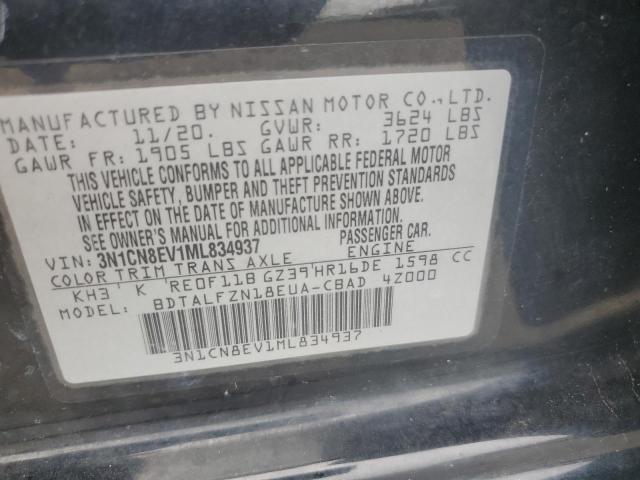 MANUFACTURED BY NISSAN MOTOR CO., LTD.
DATE: 11/20. GVWR: 3624 LBS
GAWR FR: 1905 LBS GAWR RR: 1720 LBS
THIS VEHICLE CONFORMS TO ALL APPLICABLE FEDERAL MOTOR
VEHICLE SAFETY, BUMPER AND THEFT PREVENTION STANDARDS
IN EFFECT ON THE DATE OF MANUFACTURE SHOWN ABOVE.
SEE OWNER'S MANUAL FOR ADDITIONAL INFORMATION.
VIN: 3N1CN8EV1ML834937 PASSENGER CAR.
COLOR TRIM TRANS AXLE ENGINE
KH3 ' K ' RE0F11B GZ39'HR16DE 1598 CC
BDTALFZN18EUA-CBAD 4Z000
3N1CN8EV1ML834937